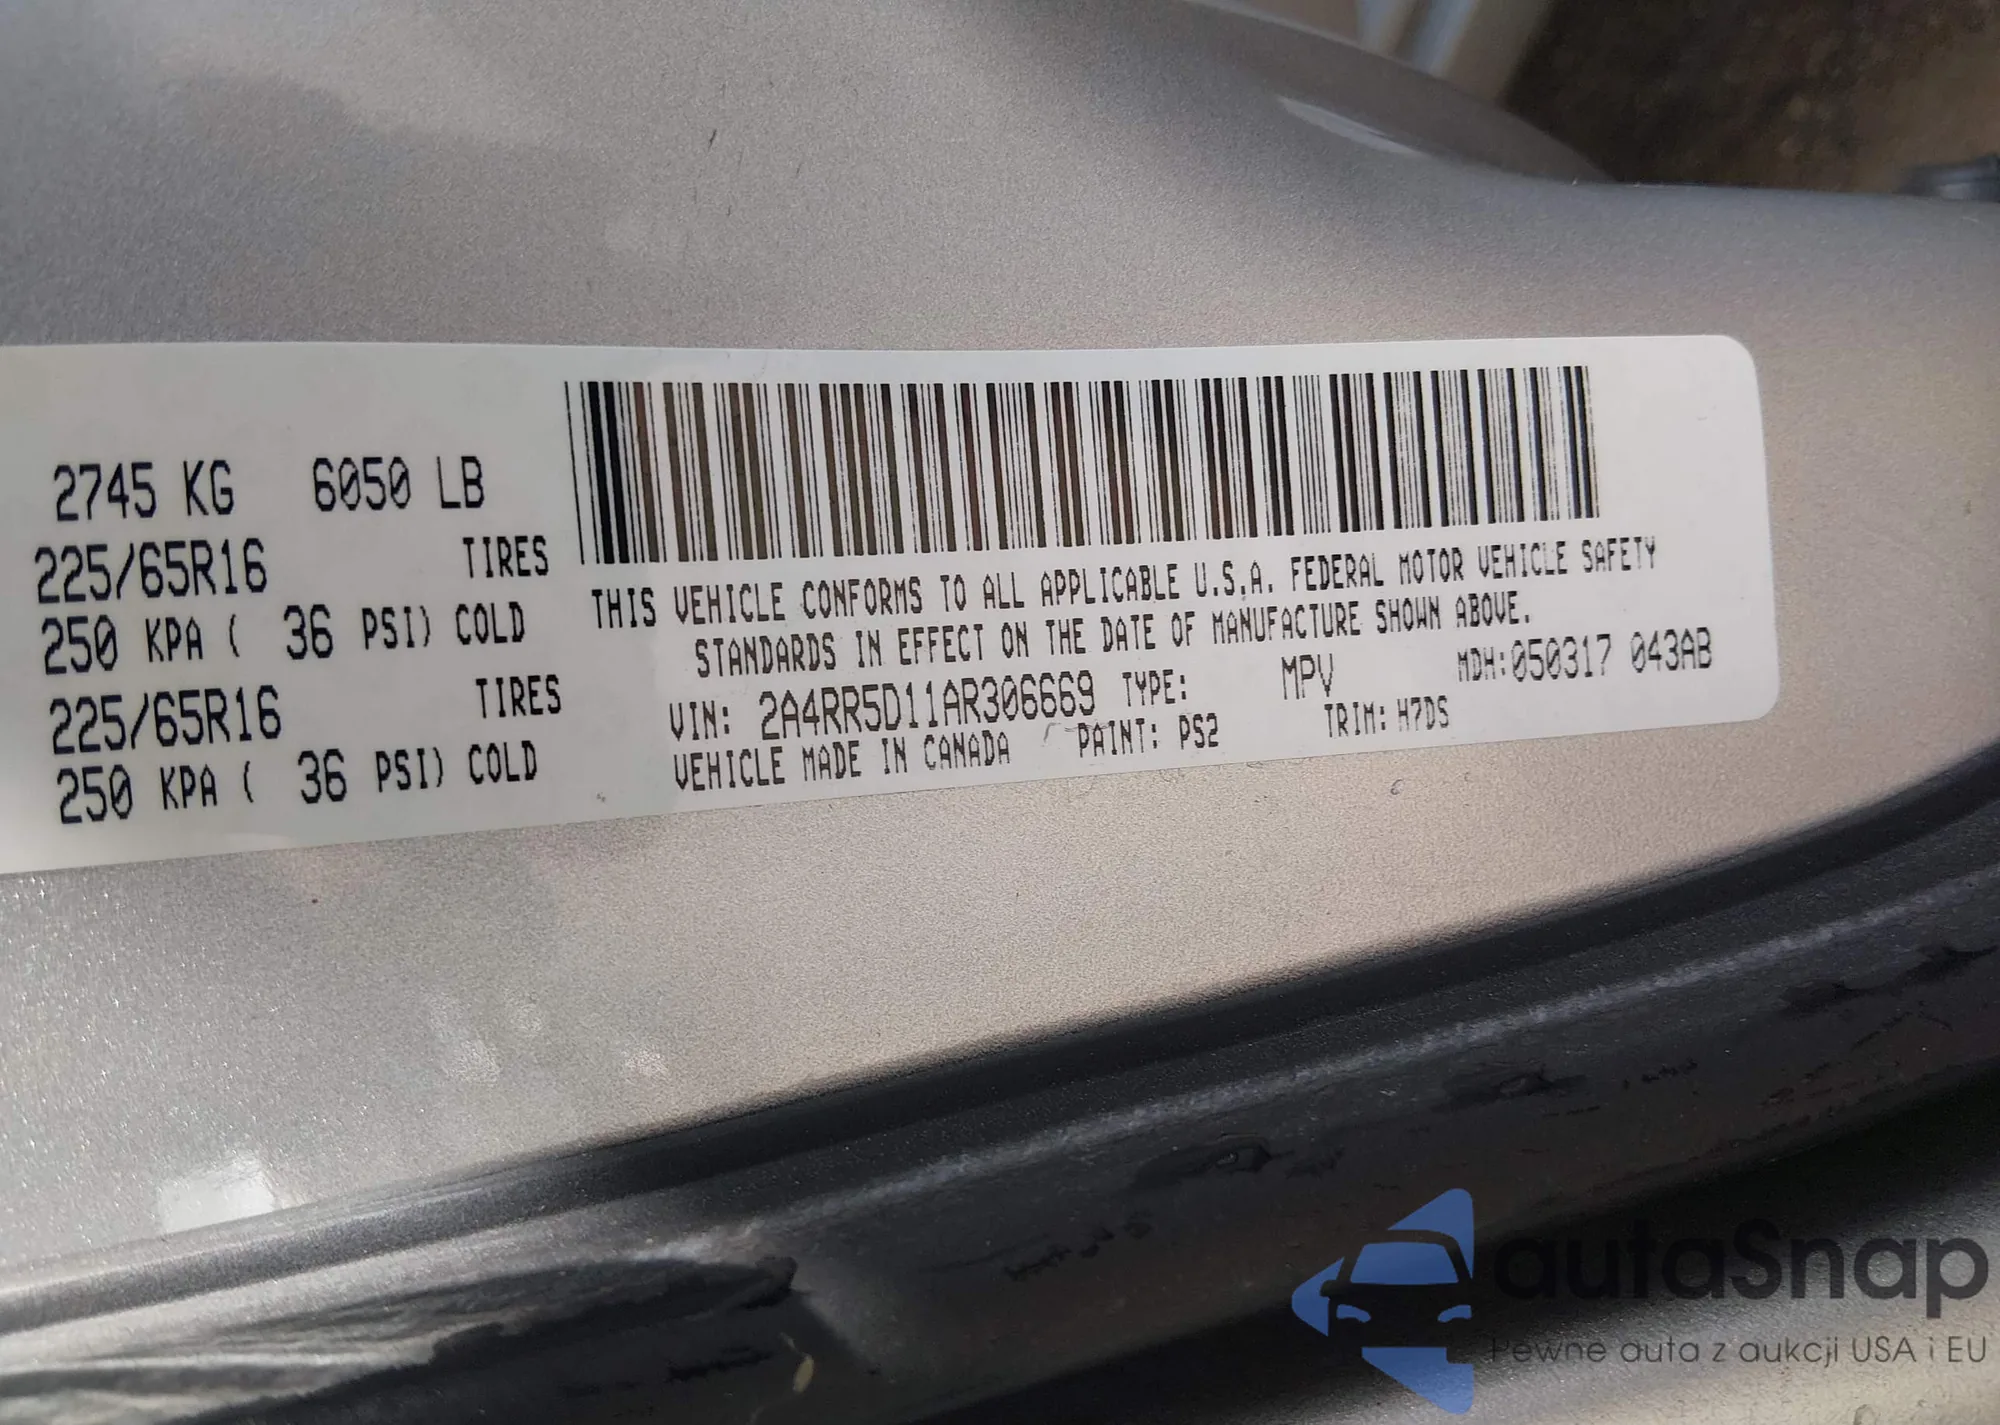 2745 KG 6050 LB
225/65R16 TIRES
250 KPA ( 36 PSI) COLD
225/65R16 TIRES
250 KPA ( 36 PSI) COLD
THIS VEHICLE CONFORMS TO ALL APPLICABLE U.S.A. FEDERAL MOTOR VEHICLE SAFETY
STANDARDS IN EFFECT ON THE DATE OF MANUFACTURE SHOWN ABOVE.
VIN: 2A4RR5D11AR306669 TYPE: MPV MDH:050317 043AB
VEHICLE MADE IN CANADA PAINT: PS2 TRIM: H7DS
autaSnap
Pewne auta z aukcji USA i EU